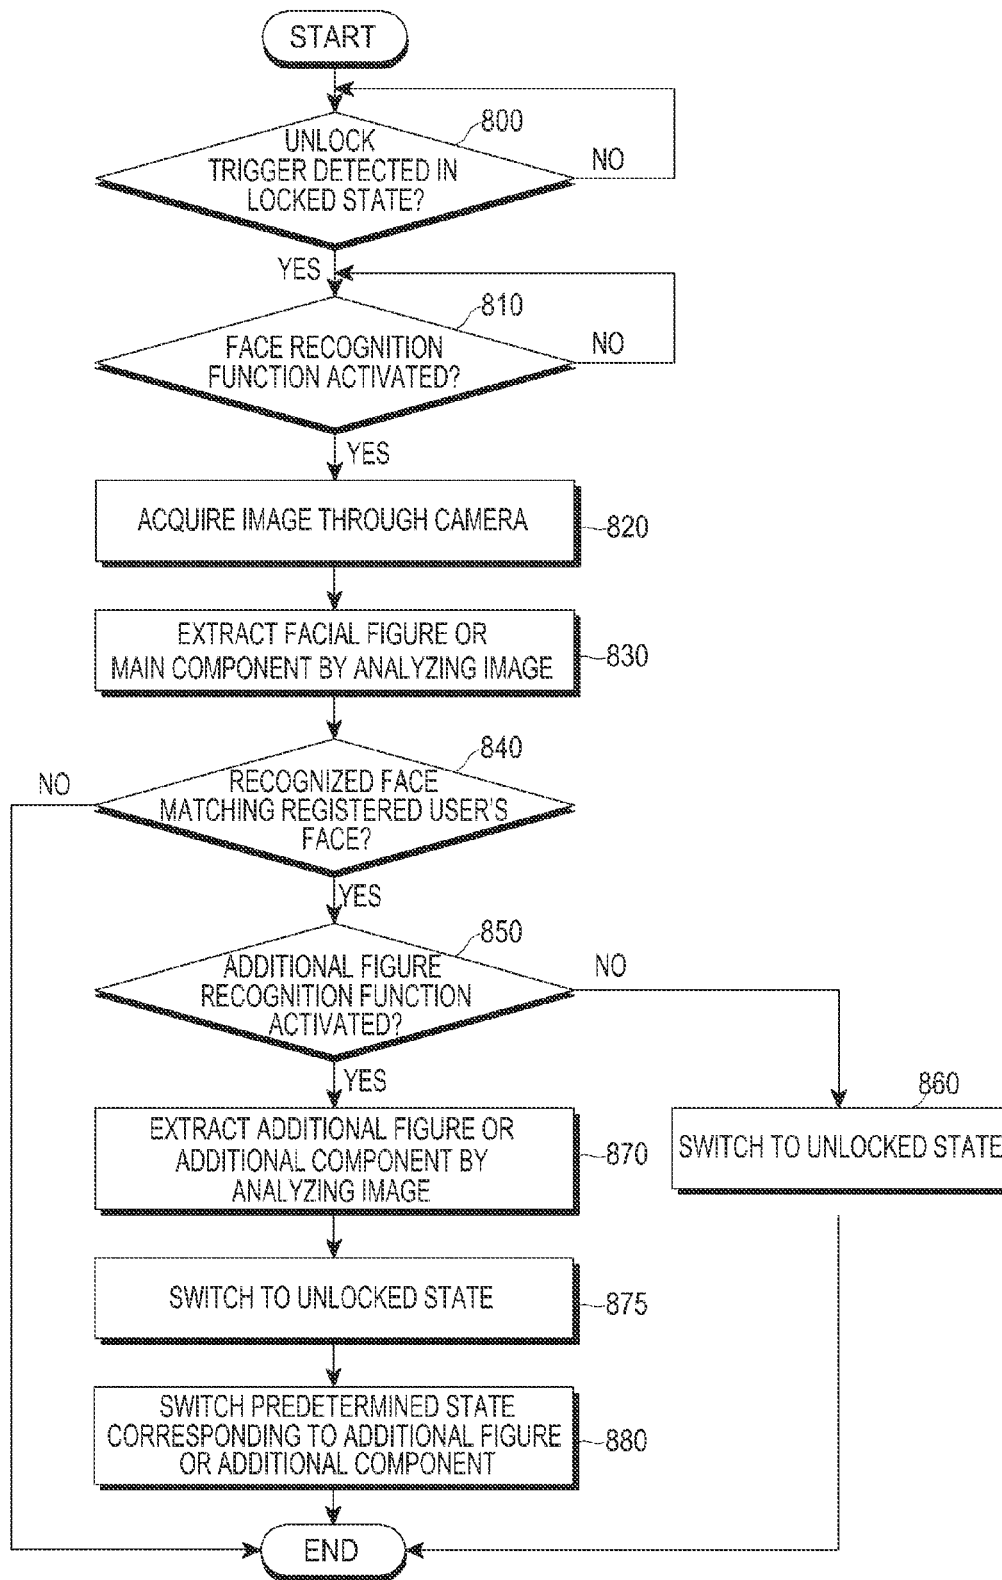 START
800
UNLOCK
TRIGGER DETECTED IN
LOCKED STATE?
NO
YES
810
FACE RECOGNITION
FUNCTION ACTIVATED?
NO
YES
ACQUIRE IMAGE THROUGH CAMERA
820
EXTRACT FACIAL FIGURE OR
MAIN COMPONENT BY ANALYZING IMAGE
830
840
NO
RECOGNIZED FACE
MATCHING REGISTERED USER'S
FACE?
YES
850
ADDITIONAL FIGURE
RECOGNITION FUNCTION
ACTIVATED?
NO
YES
860
EXTRACT ADDITIONAL FIGURE OR
ADDITIONAL COMPONENT BY
ANALYZING IMAGE
870
SWITCH TO UNLOCKED STATE
SWITCH TO UNLOCKED STATE
875
SWITCH PREDETERMINED STATE
CORRESPONDING TO ADDITIONAL FIGURE
OR ADDITIONAL COMPONENT
880
END